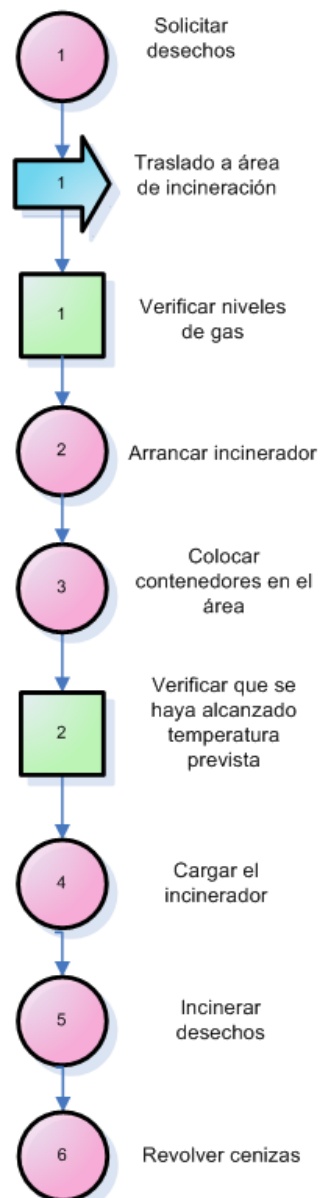 1
Solicitar
desechos
1
Traslado a área
de incineración
1
Verificar niveles
de gas
2
Arrancar incinerador
3
Colocar
contenedores en el
área
2
Verificar que se
haya alcanzado
temperatura
prevista
4
Cargar el
incinerador
5
Incinerar
desechos
6
Revolver cenizas